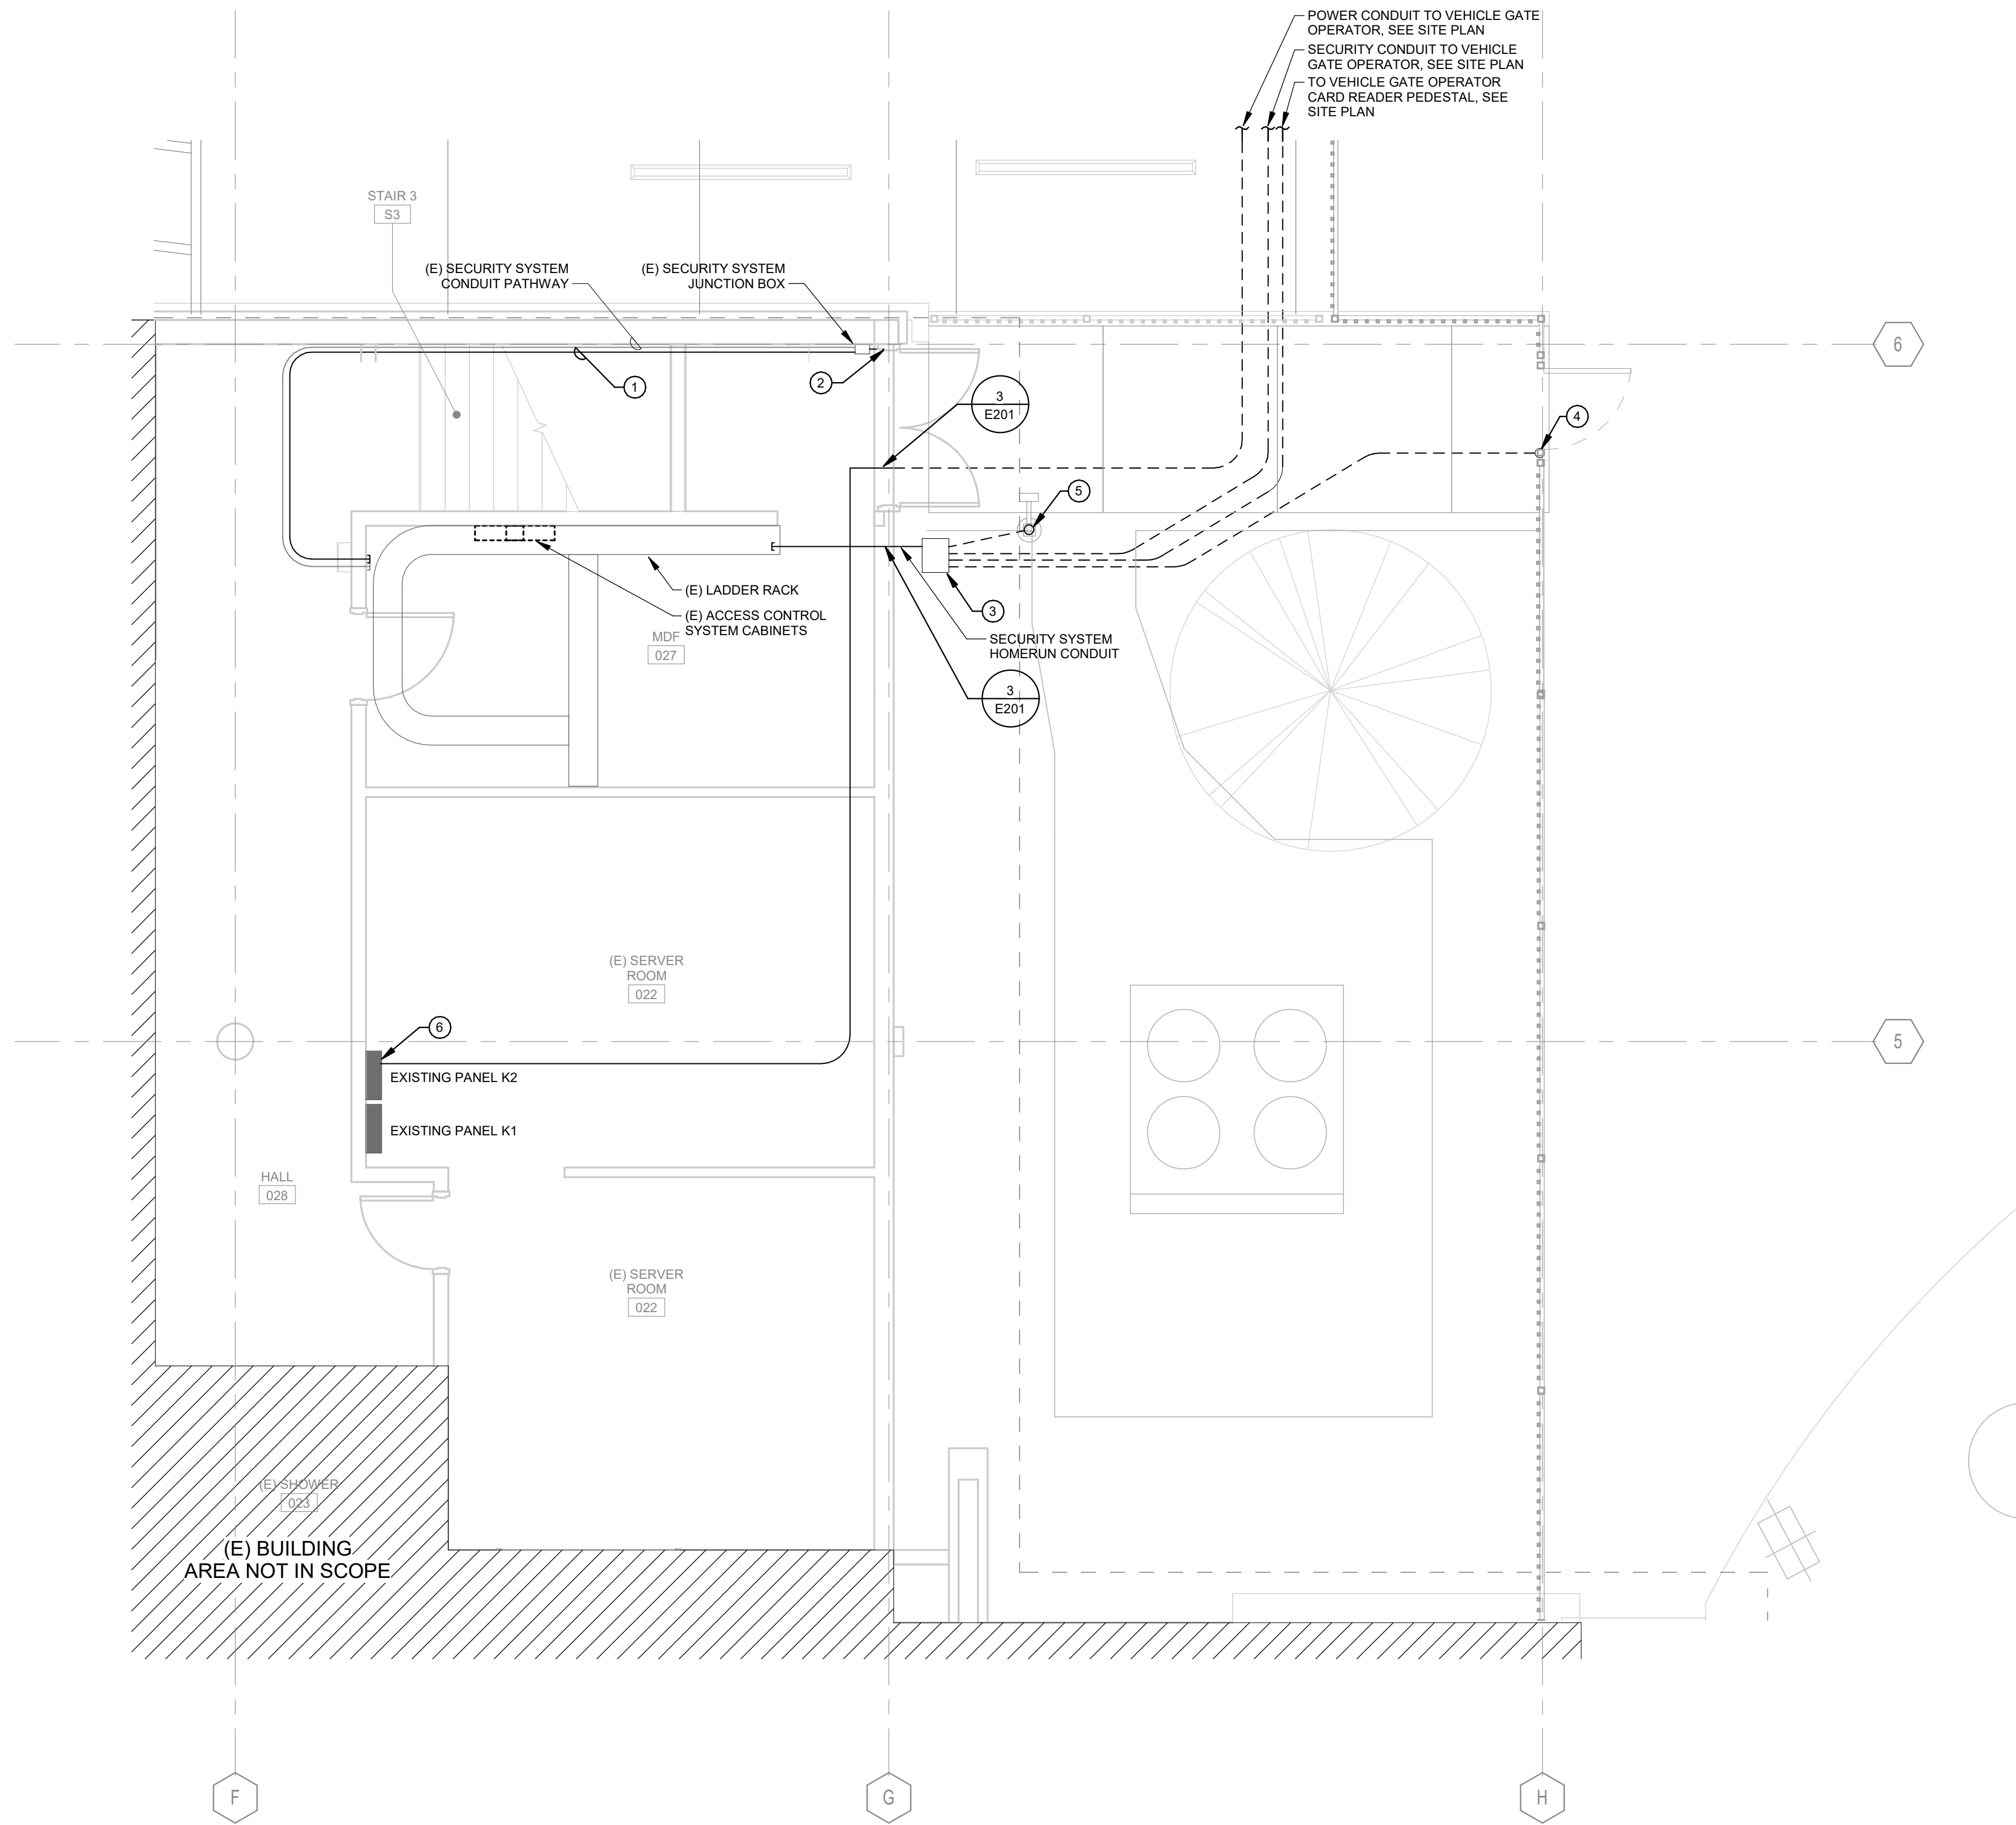 POWER CONDUIT TO VEHICLE GATE
OPERATOR, SEE SITE PLAN
SECURITY CONDUIT TO VEHICLE
GATE OPERATOR, SEE SITE PLAN
TO VEHICLE GATE OPERATOR
CARD READER PEDESTAL, SEE
SITE PLAN
STAIR 3
S3
(E) SECURITY SYSTEM
CONDUIT PATHWAY
(E) SECURITY SYSTEM
JUNCTION BOX
6
1
2
3
E201
4
5
(E) LADDER RACK
(E) ACCESS CONTROL
SYSTEM CABINETS
MDF
027
3
SECURITY SYSTEM
HOMERUN CONDUIT
3
E201
(E) SERVER
ROOM
022
6
5
EXISTING PANEL K2
EXISTING PANEL K1
HALL
028
(E) SERVER
ROOM
022
(E) SHOWER
023
(E) BUILDING
AREA NOT IN SCOPE
F
G
H